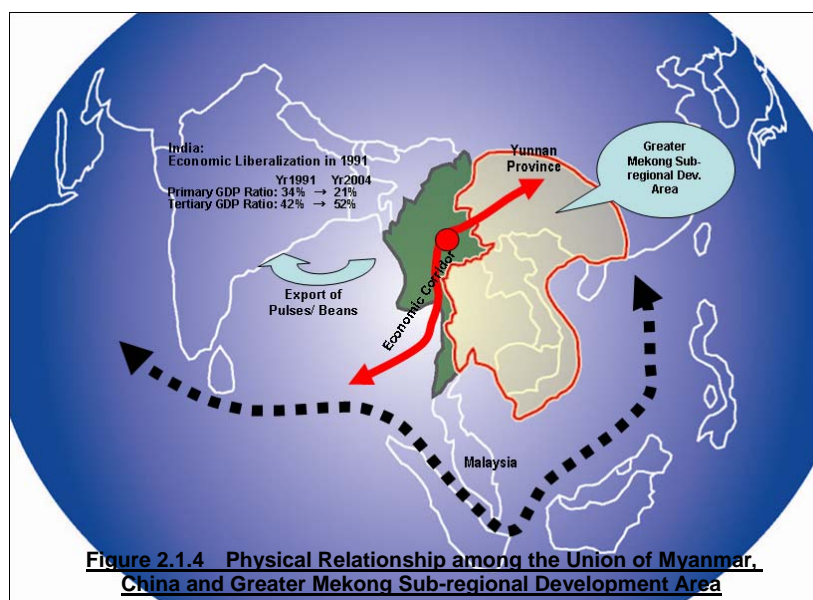 India:
Economic Liberalization in 1991
Yr1991 Yr2004
Primary GDP Ratio: 34% → 21%
Tertiary GDP Ratio: 42% → 52%
Yunnan
Province
Greater
Mekong Sub-
regional Dev.
Area
Export of
Pulses/ Beans
Economic Corridor
Malaysia
Figure 2.1.4 Physical Relationship among the Union of Myanmar,
China and Greater Mekong Sub-regional Development Area